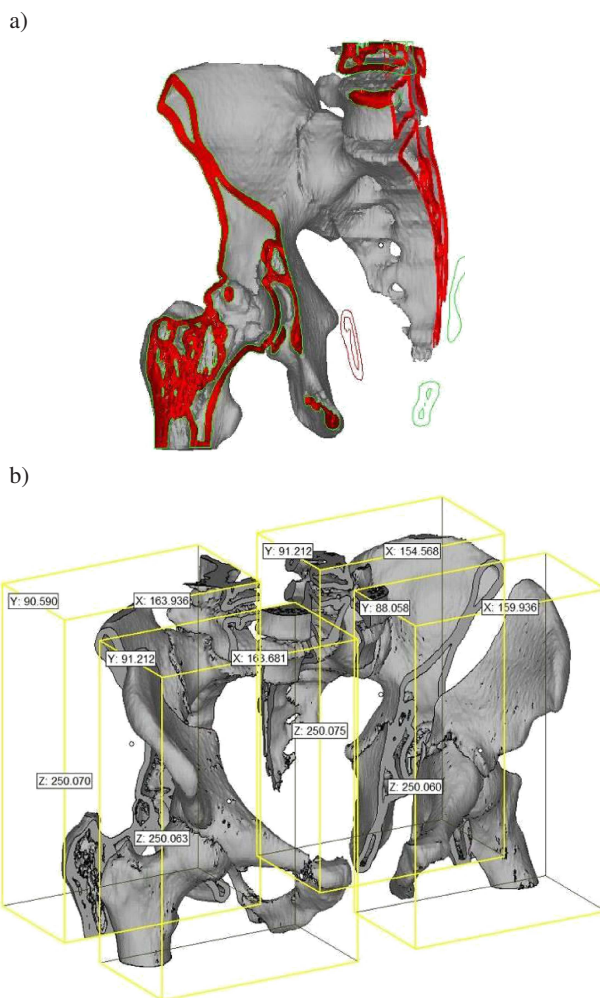 a)
b)
Y: 91.212
X: 154.568
Y: 90.590
X: 163.936
Y: 88.058
X: 159.936
Y: 91.212
X: 163.681
Z: 250.075
Z: 250.070
Z: 250.060
Z: 250.063